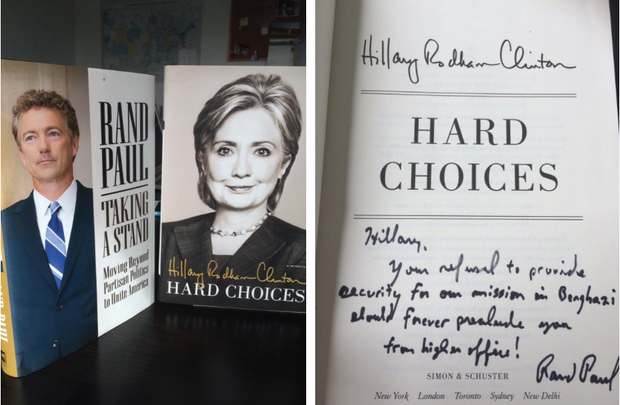 RAND
PAUL
TAKING
A STAND
Moving Beyond
Partisan Politics
to Unite America
Hillary Rodham Clinton
HARD CHOICES
Hillary Rodham Clinton
HARD
CHOICES
Hillary,
Your refusal to provide
security for our mission in Benghazi
should forever preclude you
from higher office!
Rand Paul
SIMON & SCHUSTER
New York London Toronto Sydney New Delhi